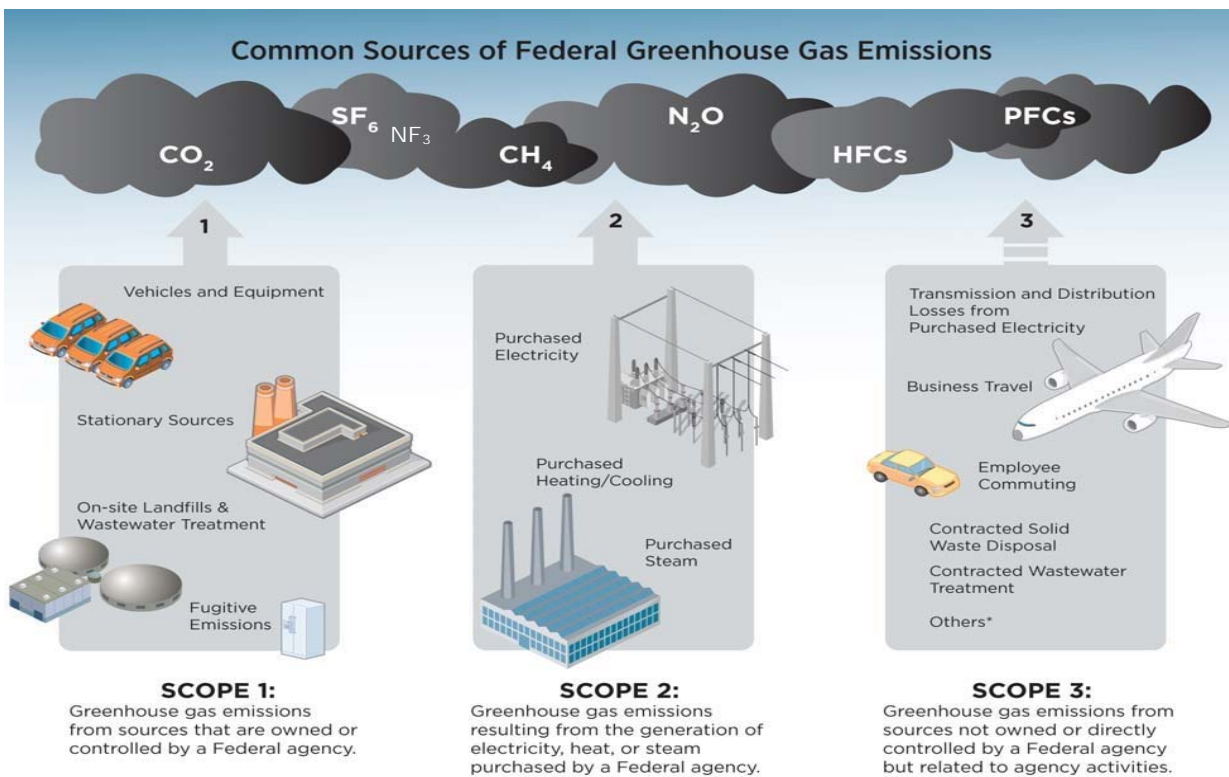 Common Sources of Federal Greenhouse Gas Emissions
SF₆
NF₃
CO₂
CH₄
N₂O
HFCs
PFCs
1
Vehicles and Equipment
Stationary Sources
On-site Landfills &
Wastewater Treatment
Fugitive
Emissions
SCOPE 1:
Greenhouse gas emissions
from sources that are owned or
controlled by a Federal agency.
2
Purchased
Electricity
Purchased
Heating/Cooling
Purchased
Steam
SCOPE 2:
Greenhouse gas emissions
resulting from the generation of
electricity, heat, or steam
purchased by a Federal agency.
3
Transmission and Distribution
Losses from
Purchased Electricity
Business Travel
Employee
Commuting
Contracted Solid
Waste Disposal
Contracted Wastewater
Treatment
Others*
SCOPE 3:
Greenhouse gas emissions from
sources not owned or directly
controlled by a Federal agency
but related to agency activities.